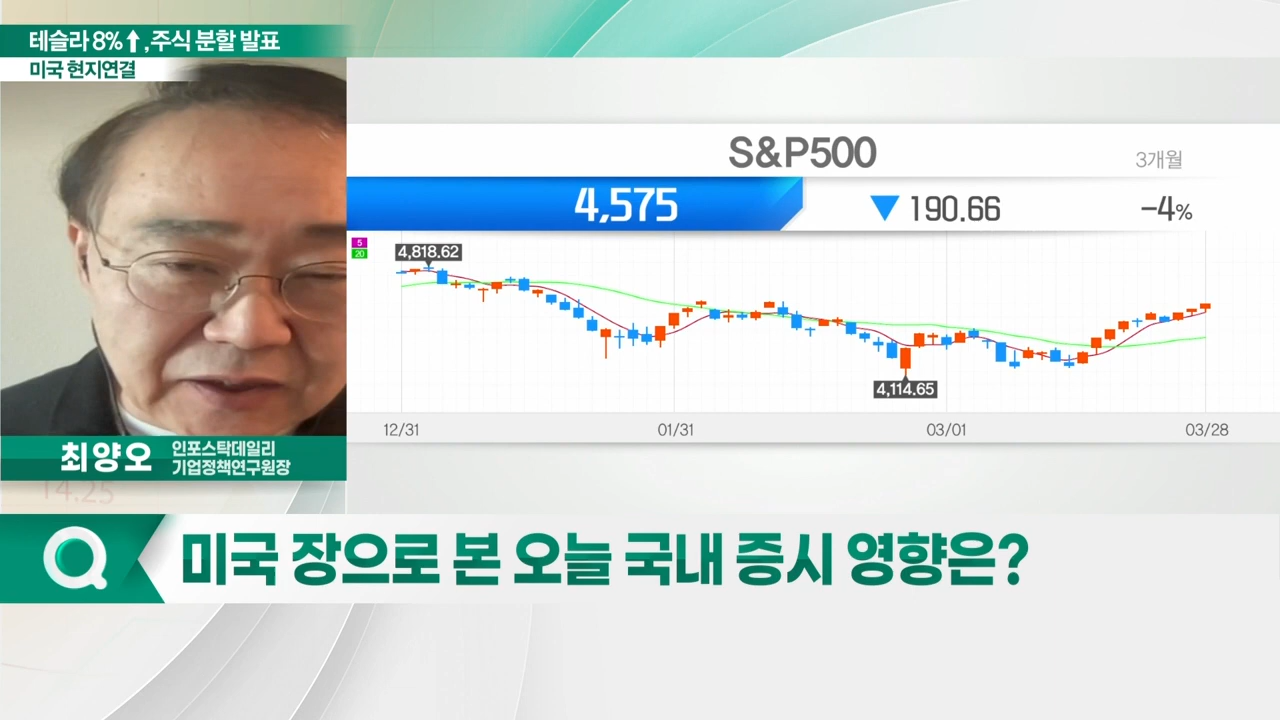 테슬라 8%↑, 주식 분할 발표
미국 현지연결
S&P500
3개월
4,575
▼ 190.66
-4%
5
20
4,818.62
4,114.65
12/31
01/31
03/01
03/28
최양오
인포스탁데일리
기업정책연구원장
14.25
Q
미국 장으로 본 오늘 국내 증시 영향은?